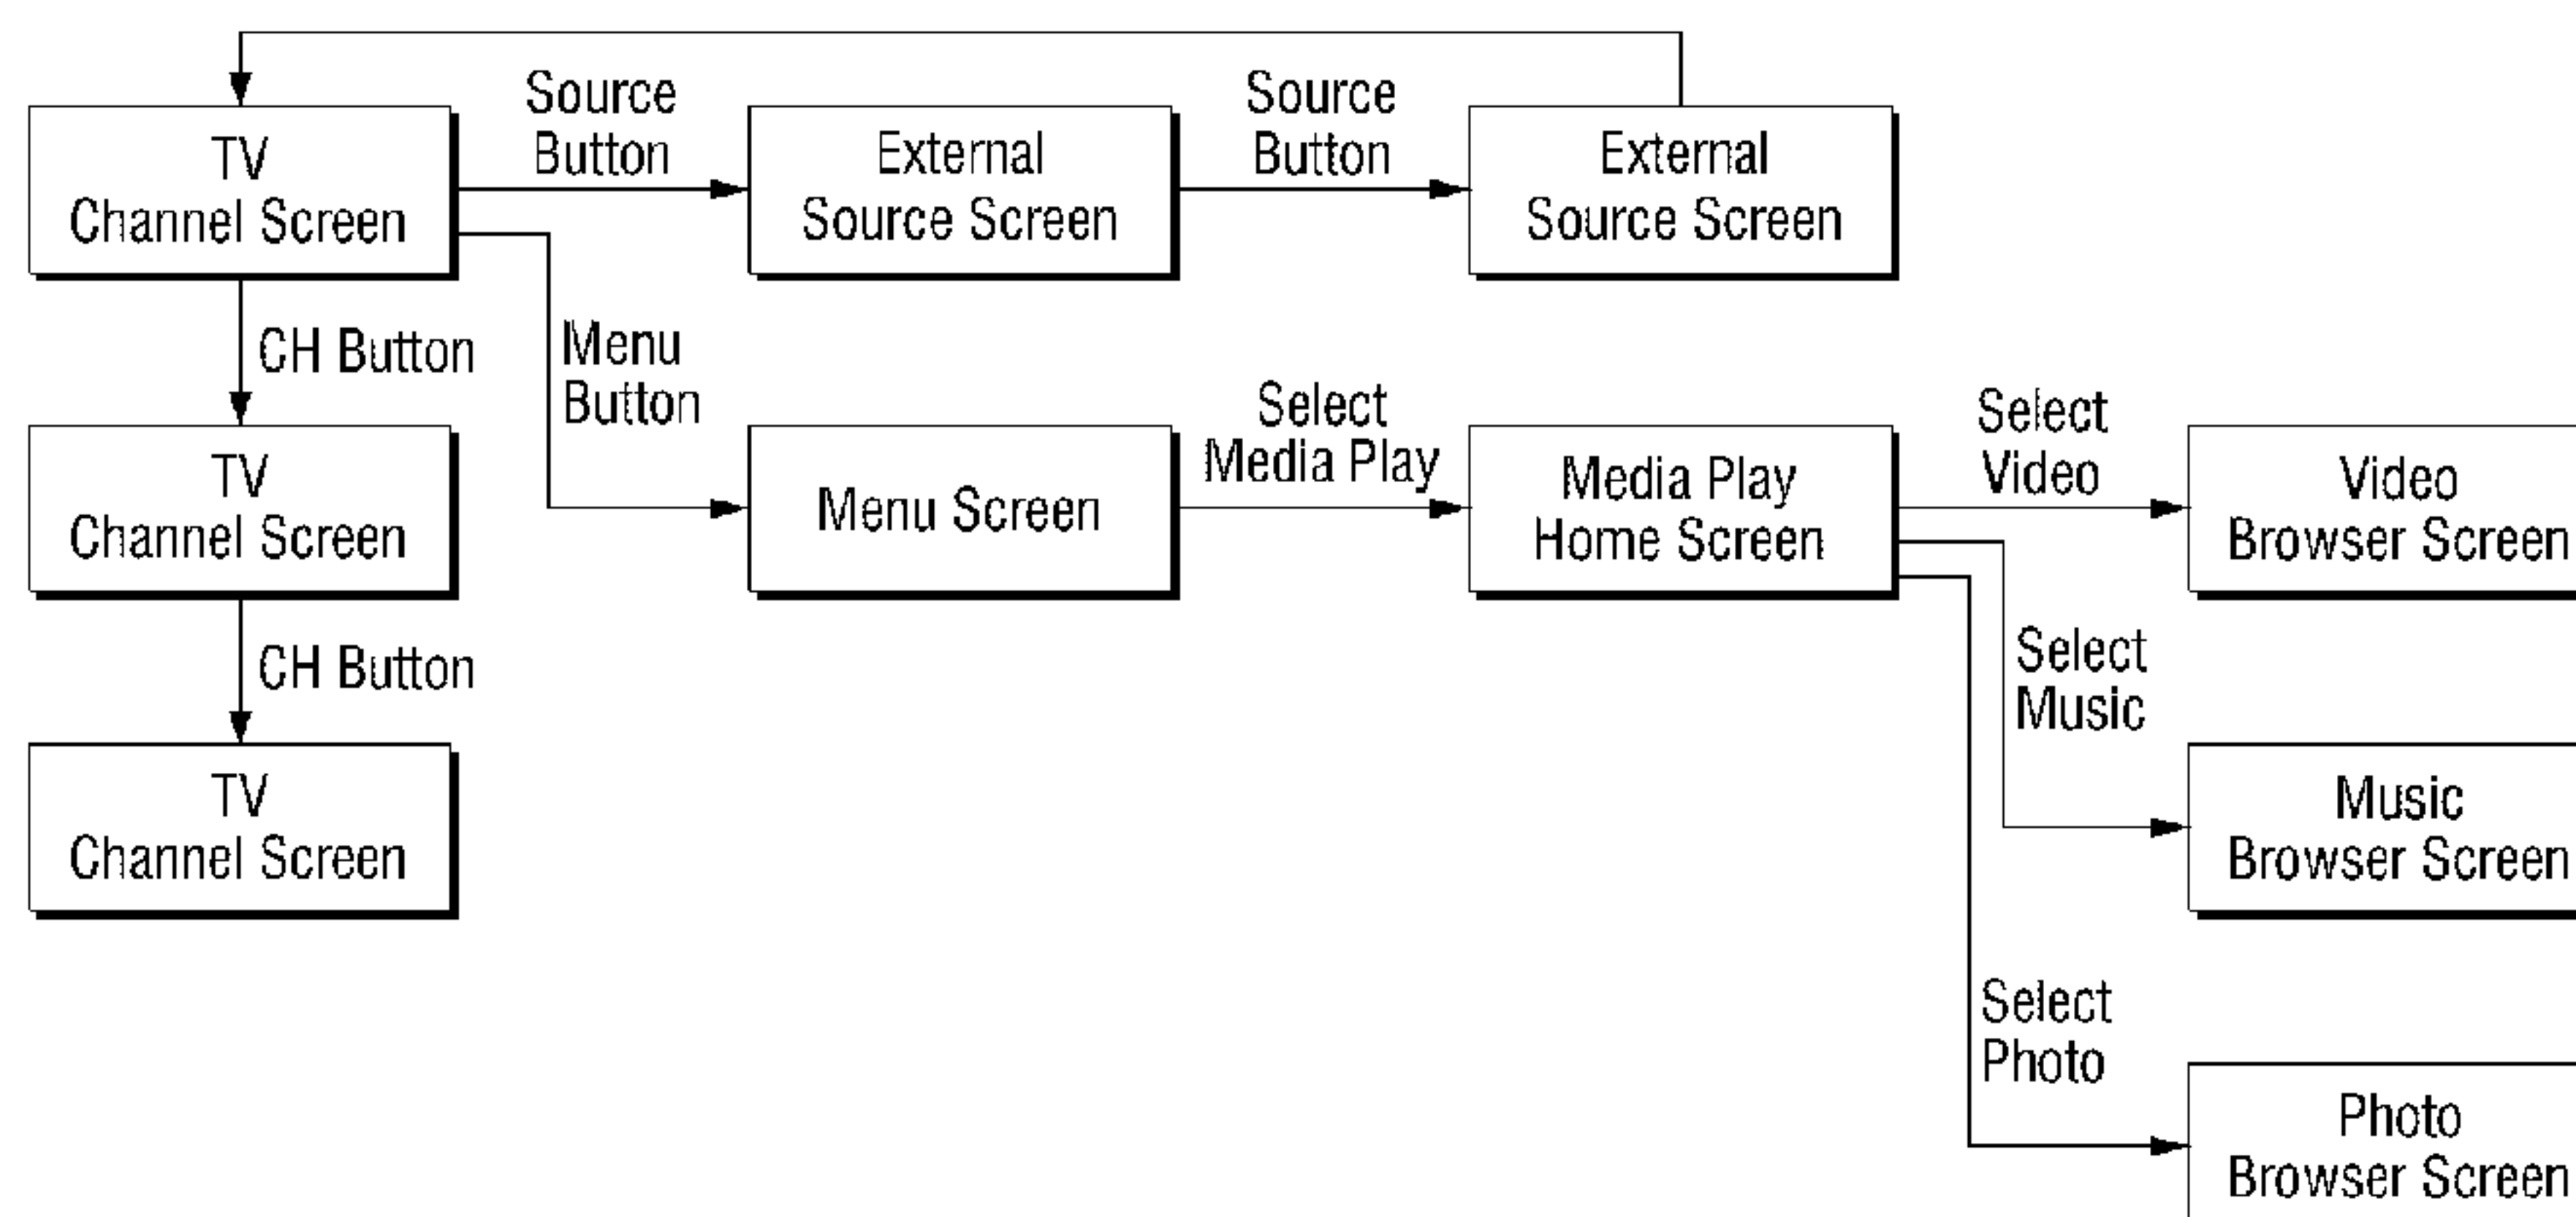 Source
Button
Source
Button
TV
Channel Screen
External
Source Screen
External
Source Screen
CH Button
Menu
Button
Select
Media Play
Select
Video
TV
Channel Screen
Menu Screen
Media Play
Home Screen
Video
Browser Screen
CH Button
Select
Music
TV
Channel Screen
Music
Browser Screen
Select
Photo
Photo
Browser Screen